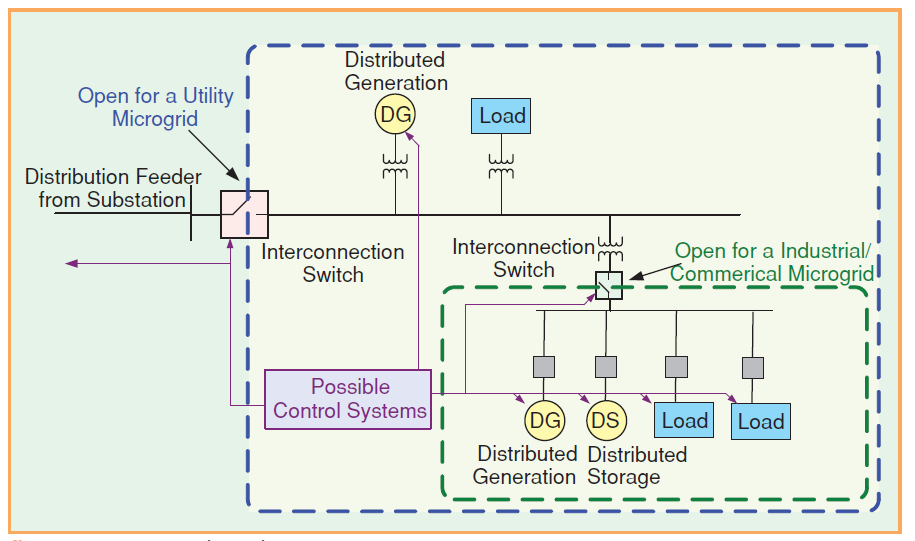 Distributed
Generation
DG
Load
Open for a Utility
Microgrid
Distribution Feeder
from Substation
Interconnection
Switch
Interconnection
Switch
Open for a Industrial/
Commerical Microgrid
Possible
Control Systems
DG
DS
Load
Load
Distributed
Generation
Distributed
Storage